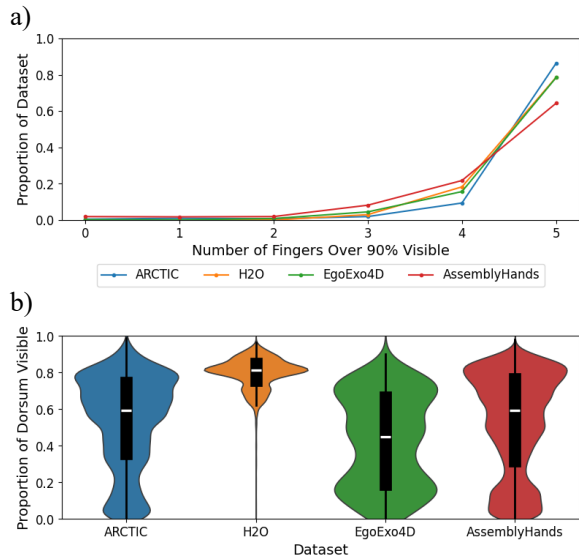 a)
1.0
0.8
0.6
0.4
0.2
0.0
Proportion of Dataset
0 1 2 3 4 5
Number of Fingers Over 90% Visible
ARCTIC H2O EgoExo4D AssemblyHands
b)
1.0
0.8
0.6
0.4
0.2
0.0
Proportion of Dorsum Visible
ARCTIC H2O EgoExo4D AssemblyHands
Dataset